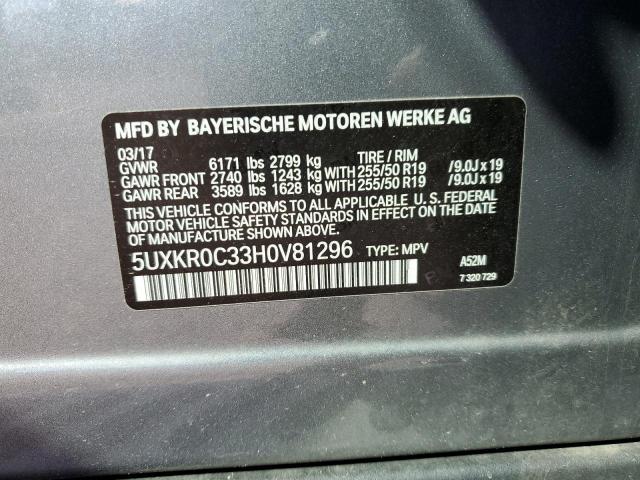 MFD BY BAYERISCHE MOTOREN WERKE AG
03/17 TIRE / RIM
GVWR 6171 lbs 2799 kg
GAWR FRONT 2740 lbs 1243 kg WITH 255/50 R19 /9.0J x 19
GAWR REAR 3589 lbs 1628 kg WITH 255/50 R19 /9.0J x 19
THIS VEHICLE CONFORMS TO ALL APPLICABLE U. S. FEDERAL
MOTOR VEHICLE SAFETY STANDARDS IN EFFECT ON THE DATE
OF MANUFACTURE SHOWN ABOVE.
5UXKR0C33H0V81296 TYPE: MPV
A52M
7 320 729